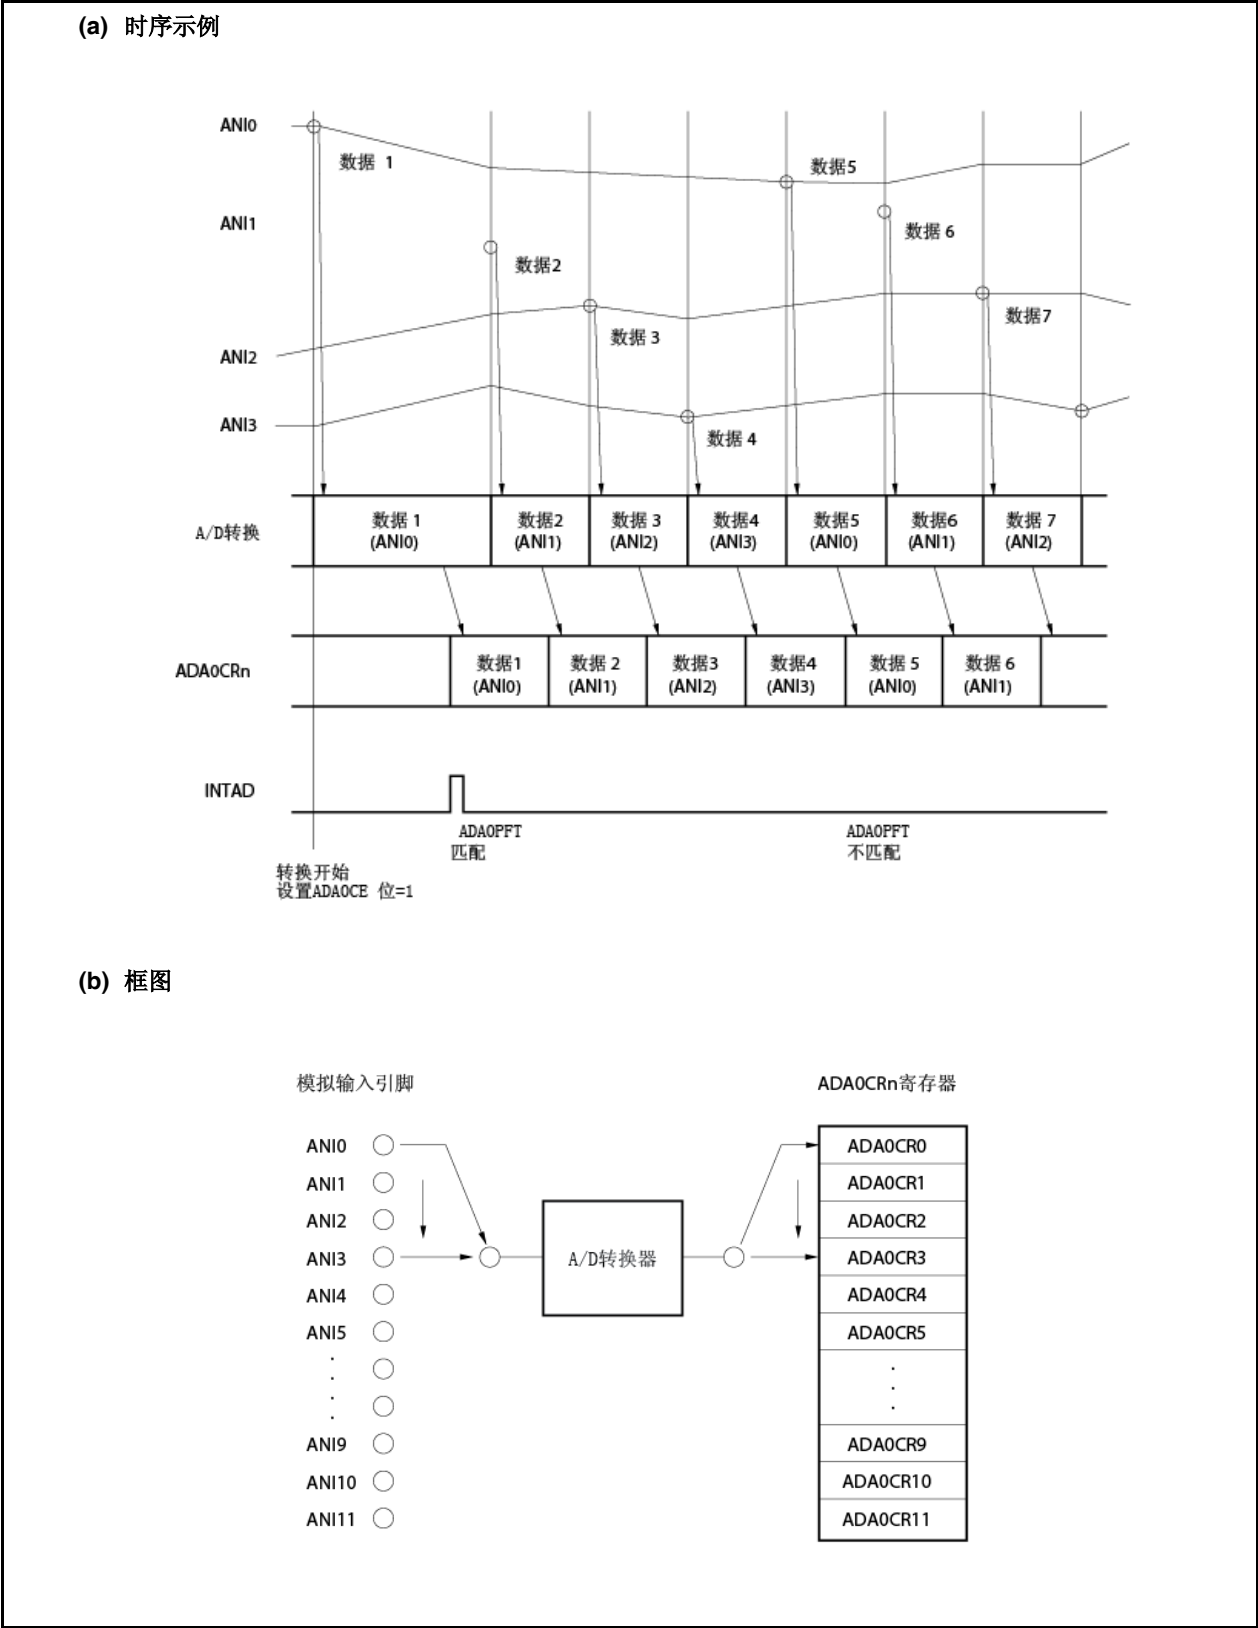 (a) 时序示例
ANI0
数据 1
数据5
ANI1
数据 6
数据2
数据7
数据 3
ANI2
ANI3
数据 4
A/D转换
数据 1
(ANI0)
数据2
(ANI1)
数据 3
(ANI2)
数据4
(ANI3)
数据5
(ANI0)
数据6
(ANI1)
数据 7
(ANI2)
ADA0CRn
数据1
(ANI0)
数据 2
(ANI1)
数据3
(ANI2)
数据4
(ANI3)
数据 5
(ANI0)
数据 6
(ANI1)
INTAD
ADA0PFT
匹配
ADA0PFT
不匹配
转换开始
设置ADA0CE 位=1
(b) 框图
模拟输入引脚
ADA0CRn寄存器
ANI0
ANI1
ANI2
ANI3
ANI4
ANI5
ANI9
ANI10
ANI11
A/D转换器
ADA0CR0
ADA0CR1
ADA0CR2
ADA0CR3
ADA0CR4
ADA0CR5
ADA0CR9
ADA0CR10
ADA0CR11